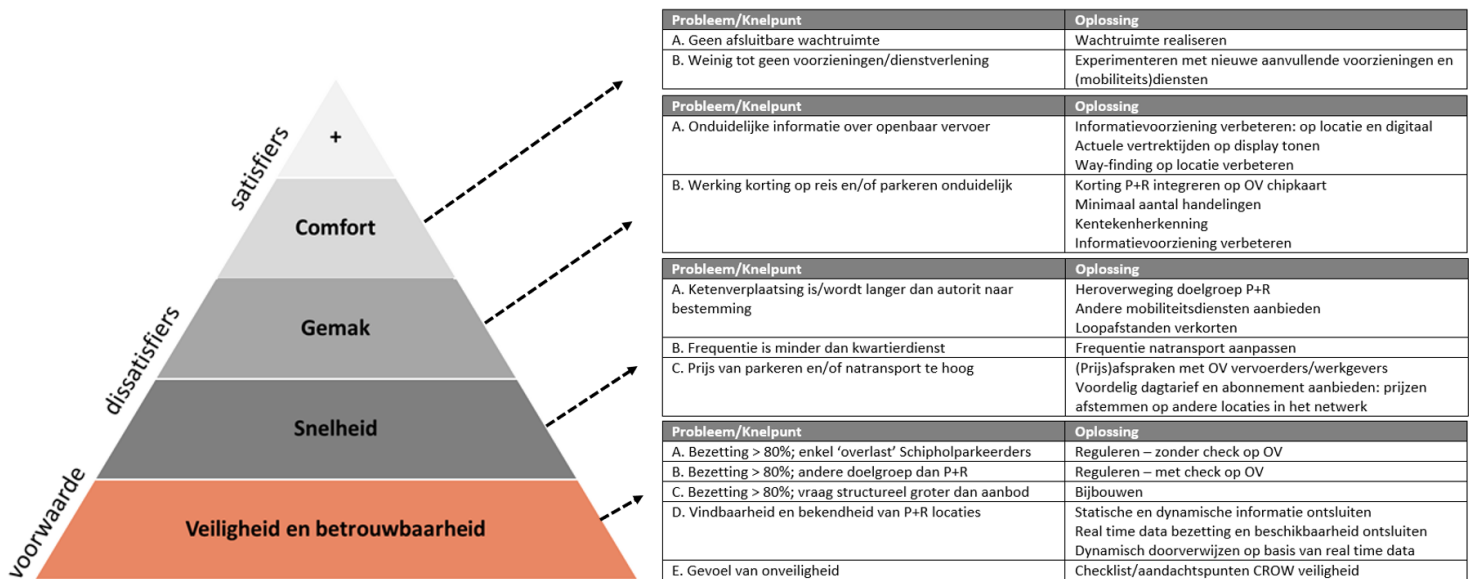 +
satisfiers
Comfort
Gemak
dissatisfiers
Snelheid
voorwaarde
Veiligheid en betrouwbaarheid
Probleem/Knelpunt Oplossing
A. Geen afsluitbare wachtruimte Wachtruimte realiseren
B. Weinig tot geen voorzieningen/dienstverlening Experimenteren met nieuwe aanvullende voorzieningen en
(mobiliteits)diensten
Probleem/Knelpunt Oplossing
A. Onduidelijke informatie over openbaar vervoer Informatievoorziening verbeteren: op locatie en digitaal
Actuele vertrektijden op display tonen
Way-finding op locatie verbeteren
B. Werking korting op reis en/of parkeren onduidelijk Korting P+R integreren op OV chipkaart
Minimaal aantal handelingen
Kentekenherkenning
Informatievoorziening verbeteren
Probleem/Knelpunt Oplossing
A. Ketenverplaatsing is/wordt langer dan autorit naar Heroverweging doelgroep P+R
bestemming Andere mobiliteitsdiensten aanbieden
Loopafstanden verkorten
B. Frequentie is minder dan kwartierdienst Frequentie natransport aanpassen
C. Prijs van parkeren en/of natransport te hoog (Prijs)afspraken met OV vervoerders/werkgevers
Voordelig dagtarief en abonnement aanbieden: prijzen
afstemmen op andere locaties in het netwerk
Probleem/Knelpunt Oplossing
A. Bezetting > 80%; enkel ‘overlast’ Schipholparkeerders Reguleren – zonder check op OV
B. Bezetting > 80%; andere doelgroep dan P+R Reguleren – met check op OV
C. Bezetting > 80%; vraag structureel groter dan aanbod Bijbouwen
D. Vindbaarheid en bekendheid van P+R locaties Statische en dynamische informatie ontsluiten
Real time data bezetting en beschikbaarheid ontsluiten
Dynamisch doorverwijzen op basis van real time data
E. Gevoel van onveiligheid Checklist/aandachtspunten CROW veiligheid